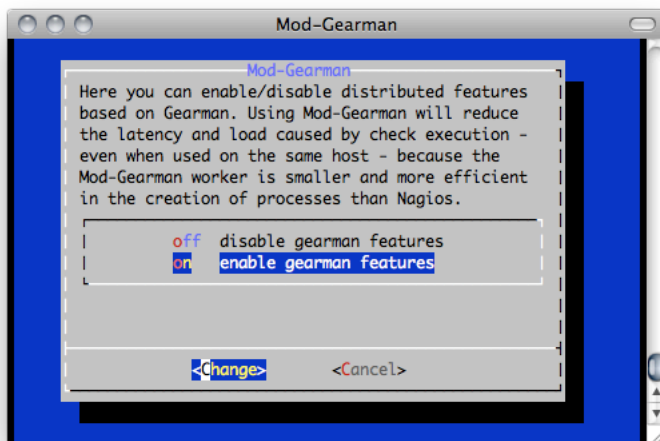 Mod-Gearman
Mod-Gearman
Here you can enable/disable distributed features
based on Gearman. Using Mod-Gearman will reduce
the latency and load caused by check execution -
even when used on the same host - because the
Mod-Gearman worker is smaller and more efficient
in the creation of processes than Nagios.
off disable gearman features
on enable gearman features
<Change> <Cancel>